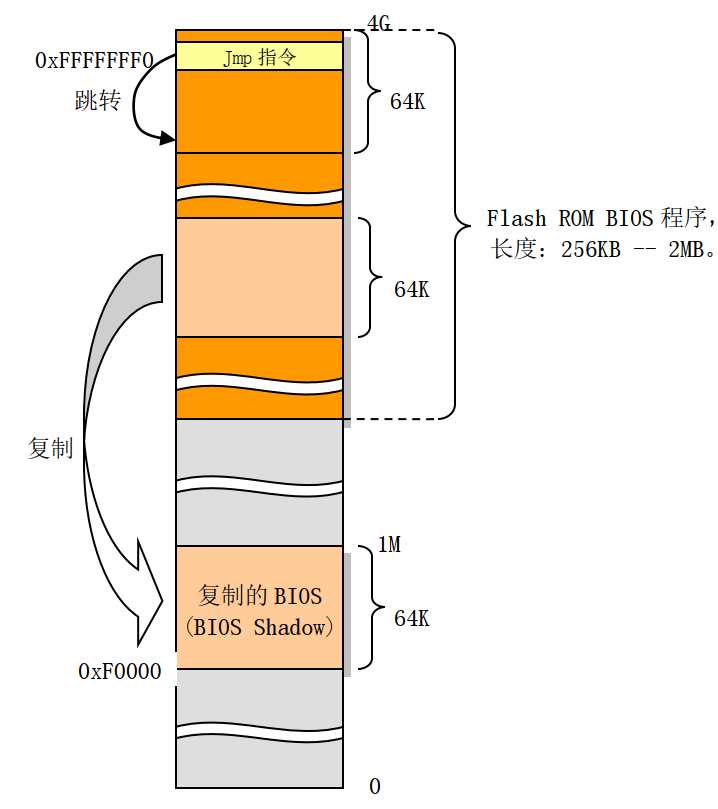 4G
0xFFFFFFF0
Jmp 指令
跳转
64K
Flash ROM BIOS 程序，
长度：256KB -- 2MB。
64K
复制
1M
复制的 BIOS
(BIOS Shadow)
64K
0xF0000
0